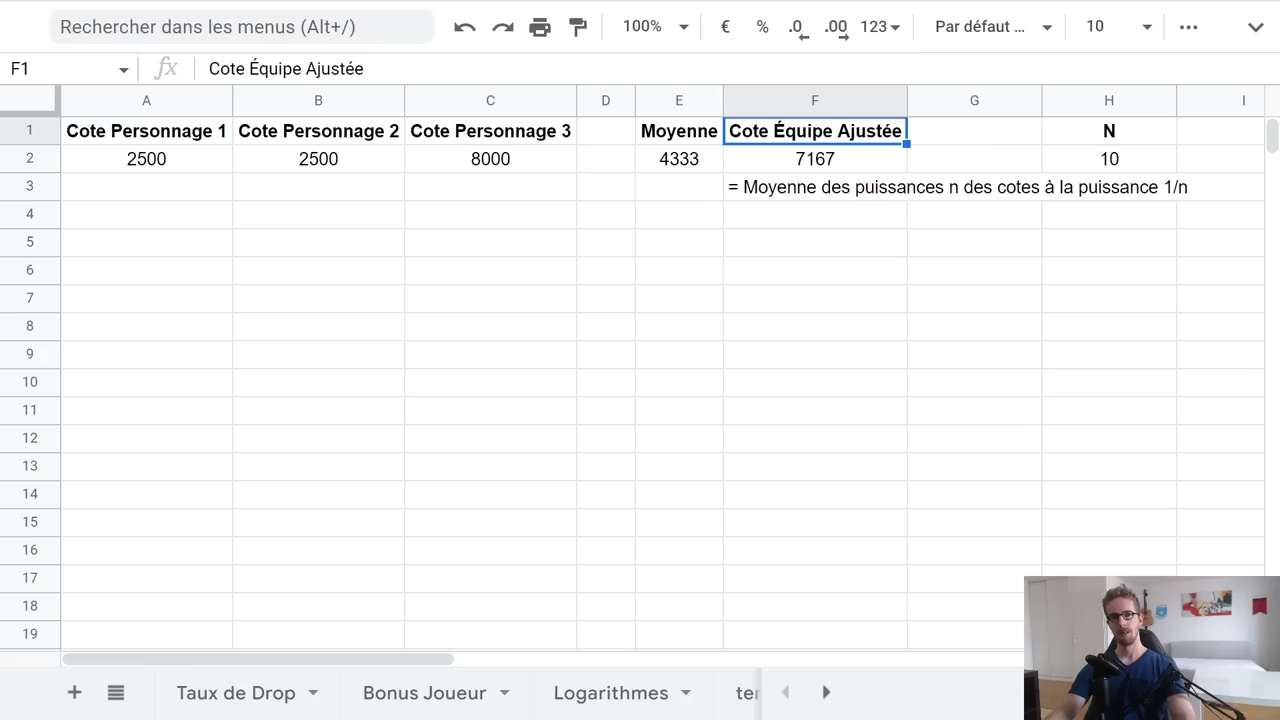 Rechercher dans les menus (Alt+/)
100%
€
%
.0
.00
123
Par défaut ...
10
F1
fx
Cote Équipe Ajustée
A
B
C
D
E
F
G
H
I
1
Cote Personnage 1
Cote Personnage 2
Cote Personnage 3
Moyenne
Cote Équipe Ajustée
N
2
2500
2500
8000
4333
7167
10
3
= Moyenne des puissances n des cotes à la puissance 1/n
4
5
6
7
8
9
10
11
12
13
14
15
16
17
18
19
Taux de Drop
Bonus Joueur
Logarithmes